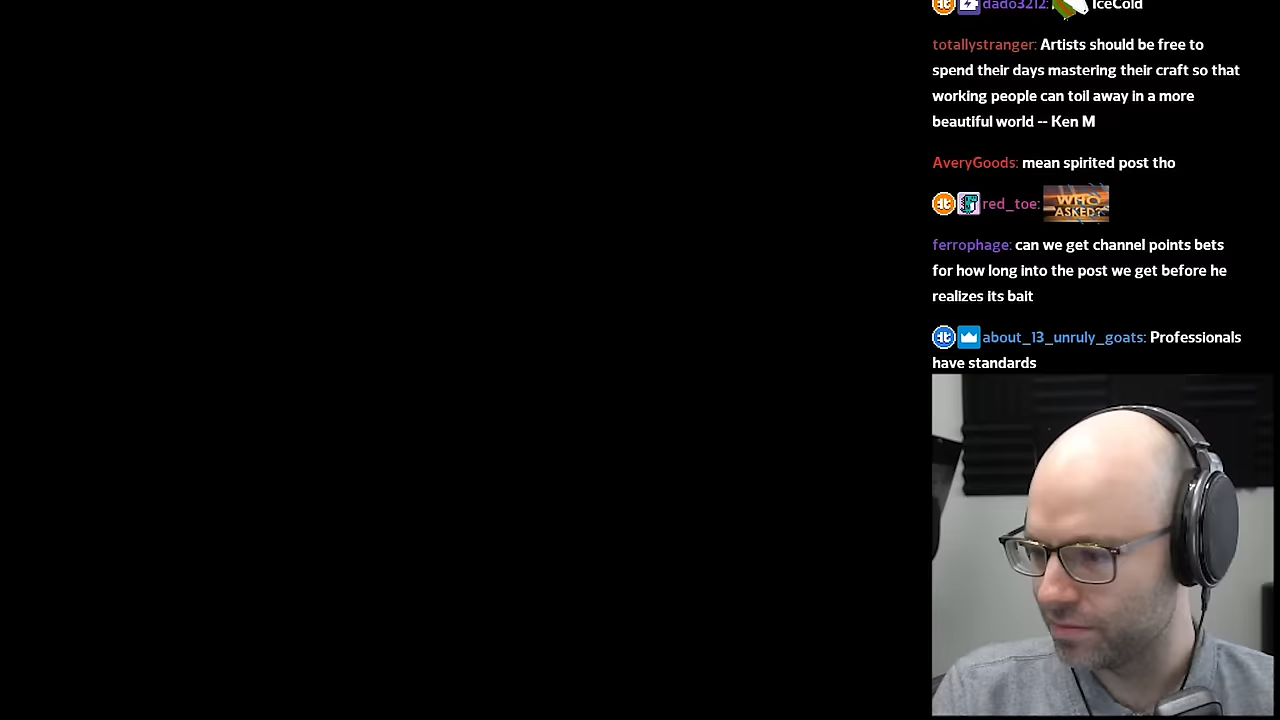 dado3212: IceCold
totallystranger: Artists should be free to
spend their days mastering their craft so that
working people can toil away in a more
beautiful world -- Ken M
AveryGoods: mean spirited post tho
red_toe: WHO
ASKED?
ferrophage: can we get channel points bets
for how long into the post we get before he
realizes its bait
about_13_unruly_goats: Professionals
have standards